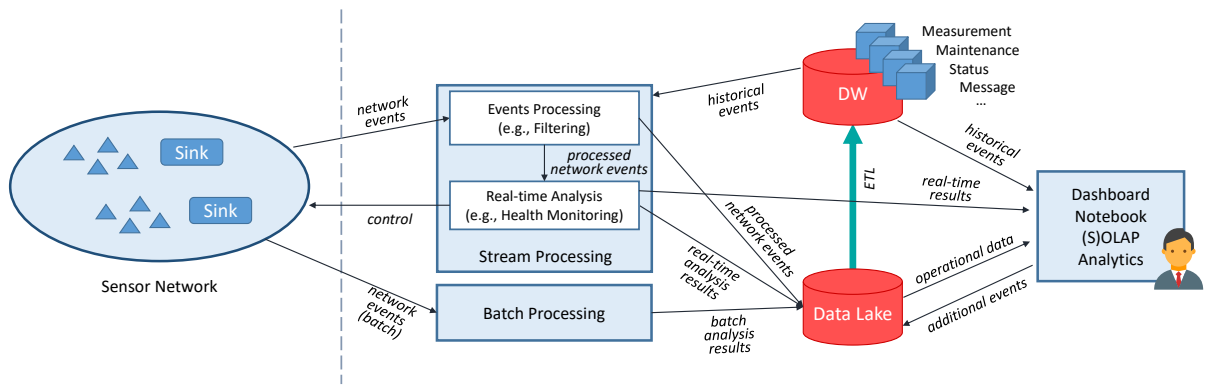 Sink
Sink
Sensor Network
network
events
control
network
events
(batch)
Events Processing
(e.g., Filtering)
processed
network events
Real-time Analysis
(e.g., Health Monitoring)
Stream Processing
Batch Processing
historical
events
processed
network events
real-time
analysis
results
batch
analysis
results
DW
Measurement
Maintenance
Status
Message
...
ETL
Data Lake
historical
events
real-time
results
operational data
additional events
Dashboard
Notebook
(S)OLAP
Analytics